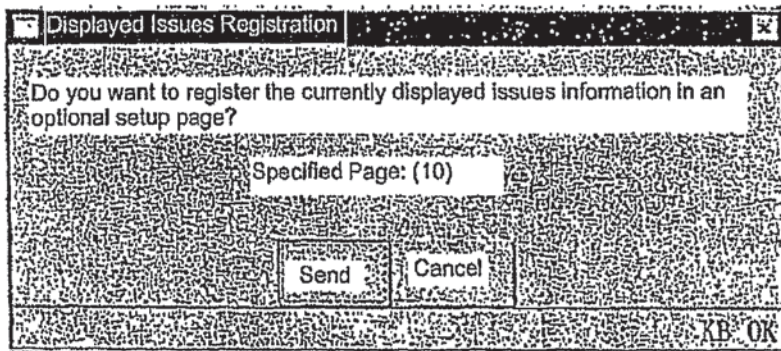 Displayed Issues Registration
Do you want to register the currently displayed issues information in an
optional setup page?
Specified Page: (10)
Send Cancel
KB OK